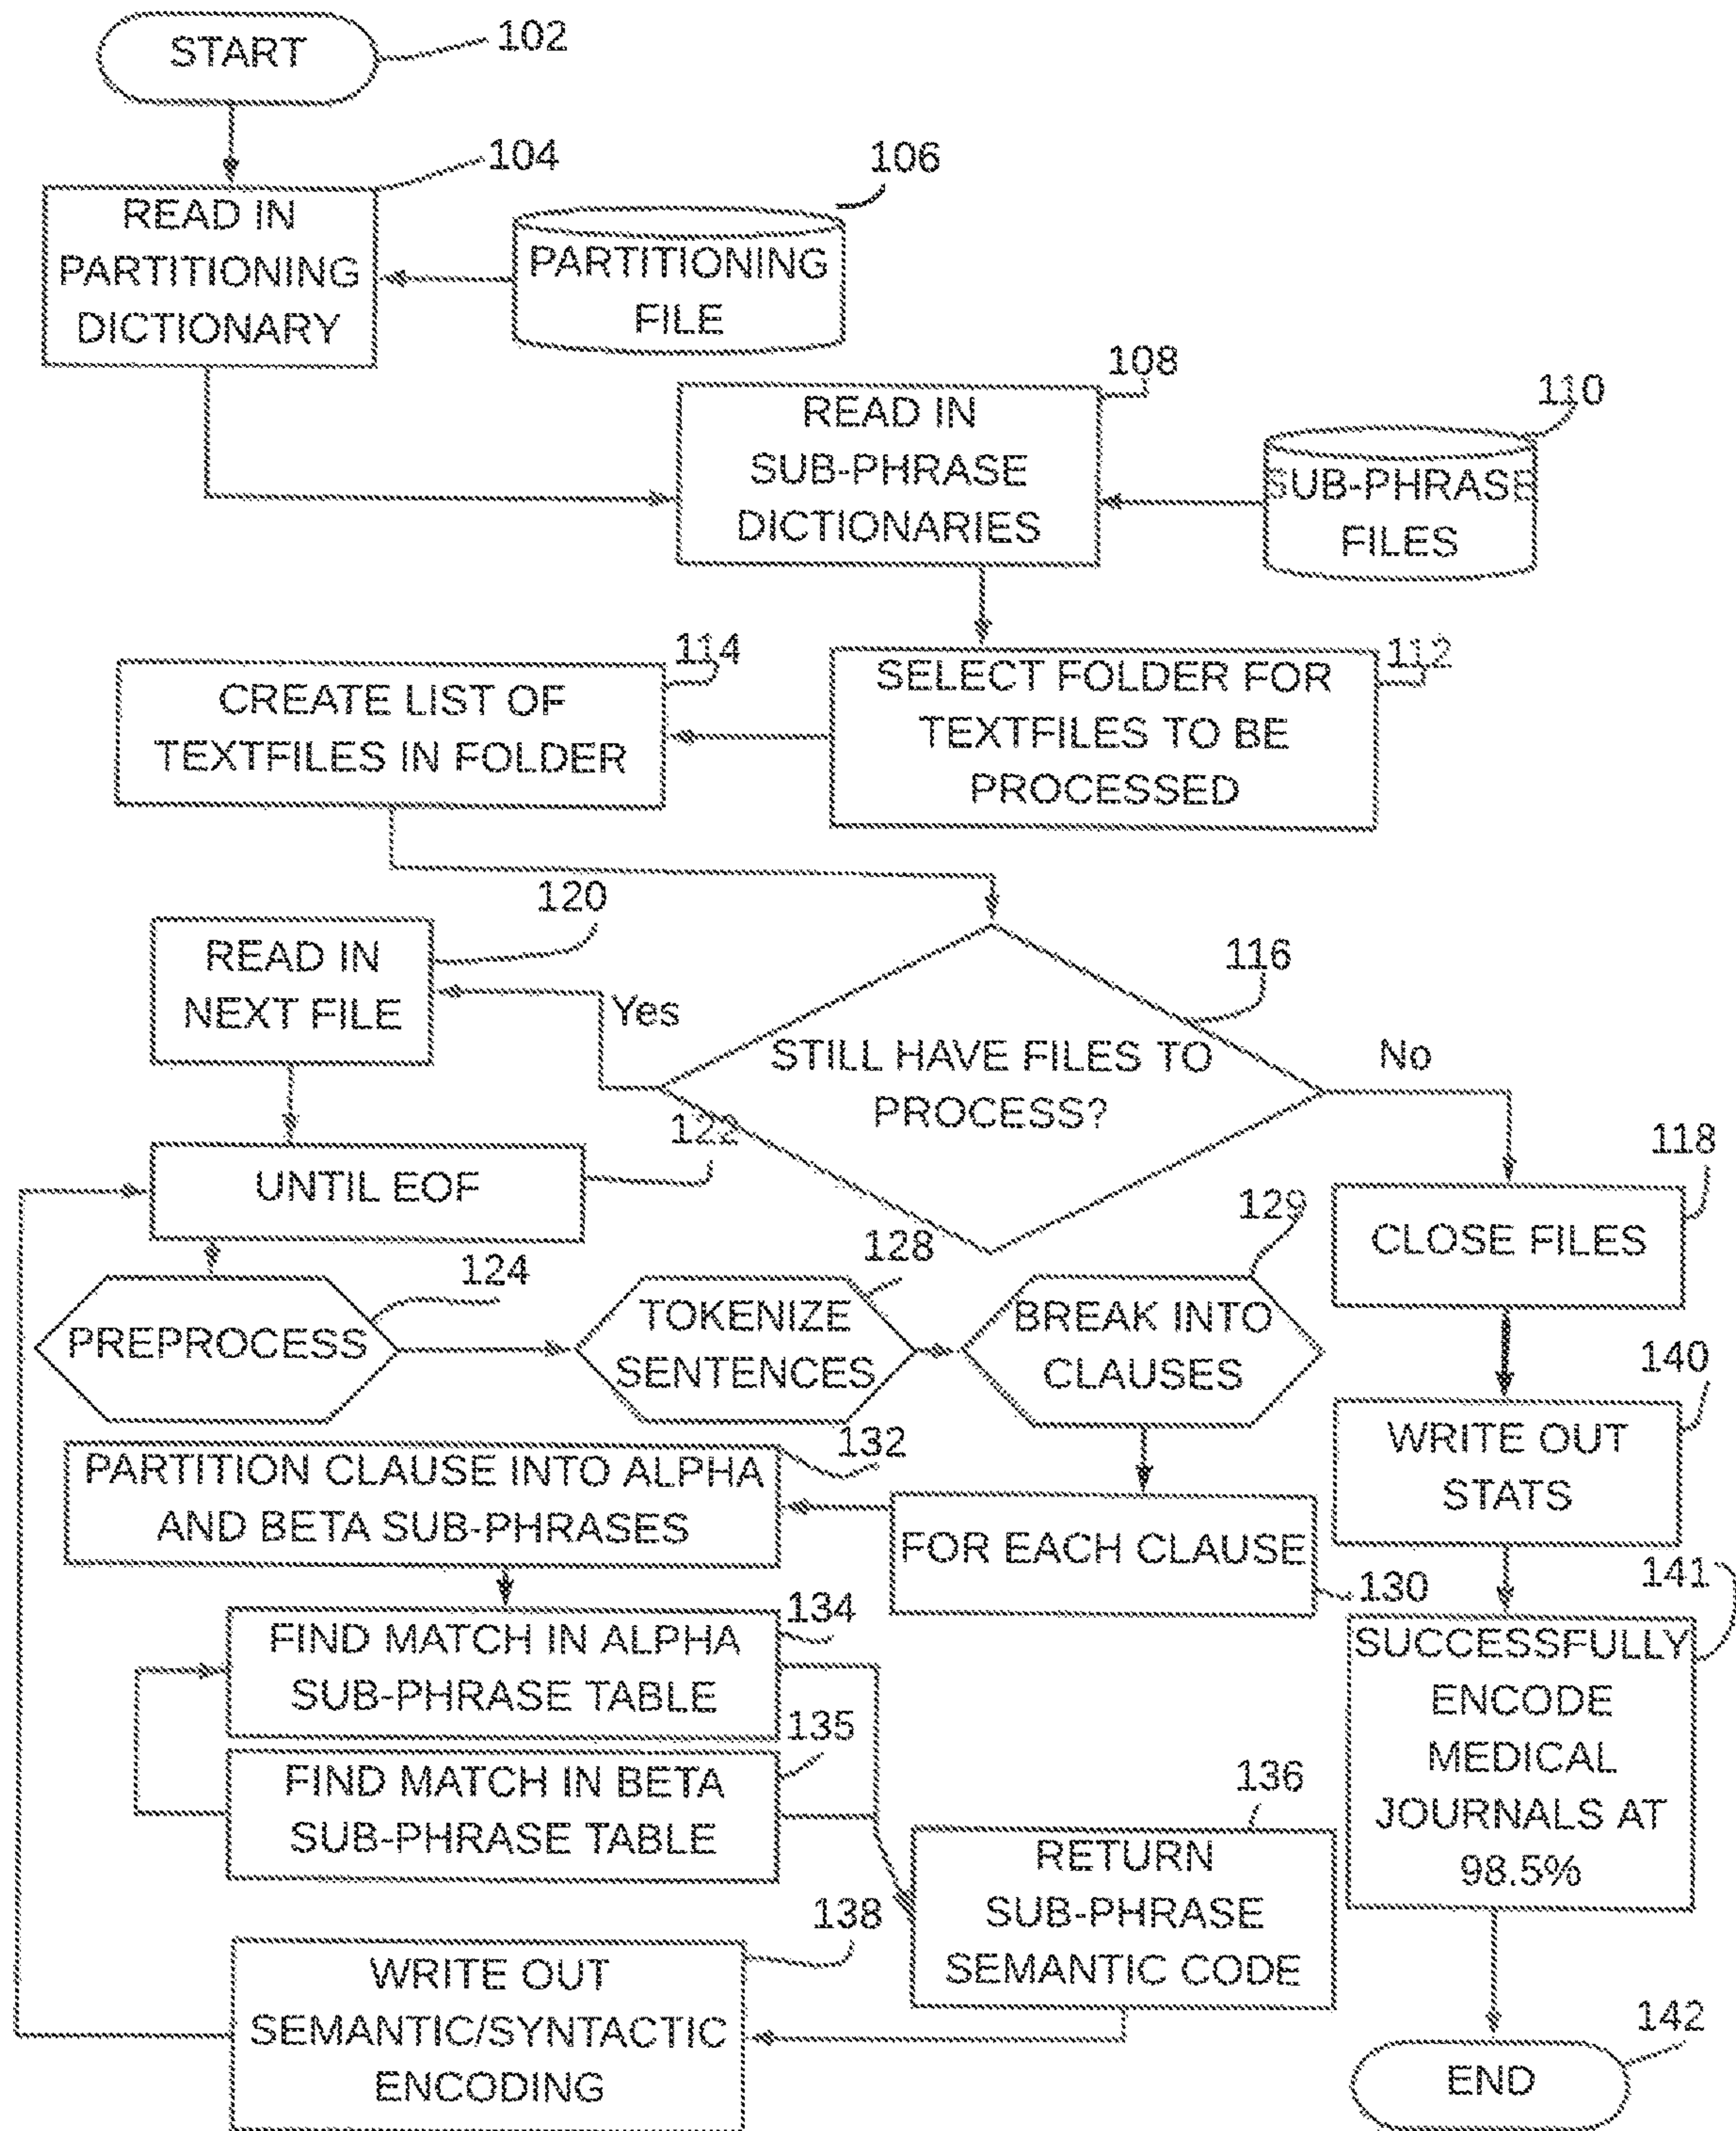 START
102
104
READ IN
PARTITIONING
DICTIONARY
106
PARTITIONING
FILE
108
READ IN
SUB-PHRASE
DICTIONARIES
110
SUB-PHRASE
FILES
114
CREATE LIST OF
TEXTFILES IN FOLDER
112
SELECT FOLDER FOR
TEXTFILES TO BE
PROCESSED
120
READ IN
NEXT FILE
Yes
116
STILL HAVE FILES TO
PROCESS?
No
122
UNTIL EOF
118
CLOSE FILES
124
PREPROCESS
128
TOKENIZE
SENTENCES
129
BREAK INTO
CLAUSES
140
WRITE OUT
STATS
132
PARTITION CLAUSE INTO ALPHA
AND BETA SUB-PHRASES
FOR EACH CLAUSE
130
141
SUCCESSFULLY
ENCODE
MEDICAL
JOURNALS AT
98.5%
134
FIND MATCH IN ALPHA
SUB-PHRASE TABLE
135
FIND MATCH IN BETA
SUB-PHRASE TABLE
136
RETURN
SUB-PHRASE
SEMANTIC CODE
138
WRITE OUT
SEMANTIC/SYNTACTIC
ENCODING
142
END